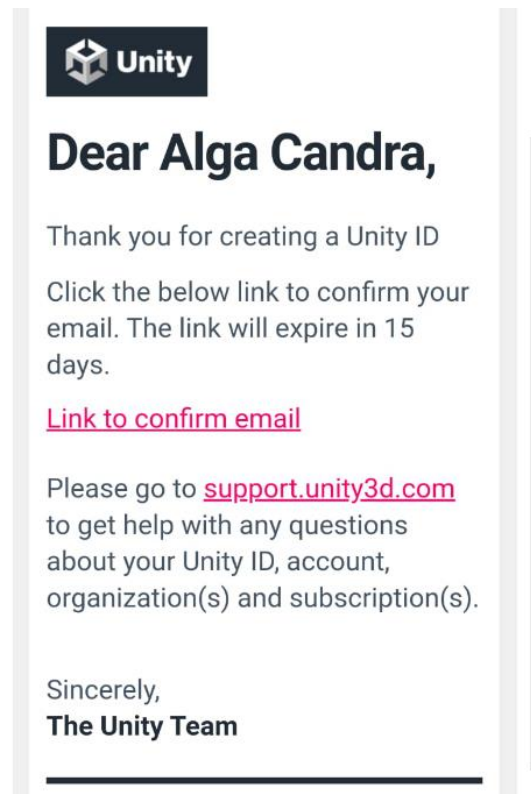 Unity
Dear Alga Candra,
Thank you for creating a Unity ID
Click the below link to confirm your
email. The link will expire in 15
days.
Link to confirm email
Please go to support.unity3d.com
to get help with any questions
about your Unity ID, account,
organization(s) and subscription(s).
Sincerely,
The Unity Team